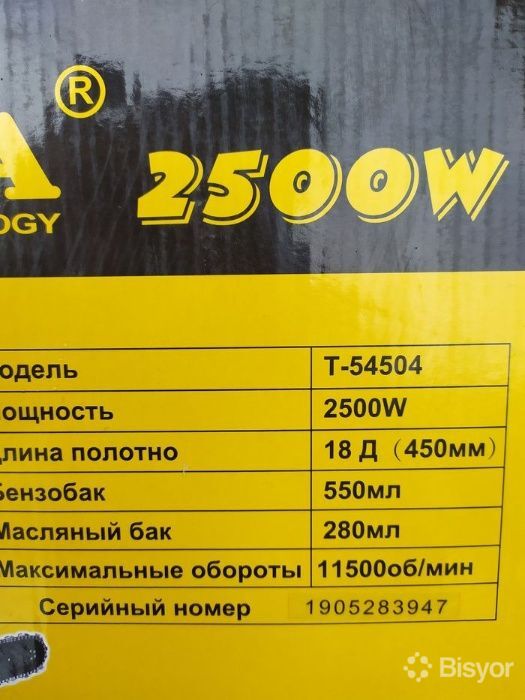 A ®
2500W
OGY
одель T-54504
ощность 2500W
длина полотно 18 Д (450мм)
Бензобак 550мл
Масляный бак 280мл
Максимальные обороты 11500об/мин
Серийный номер 1905283947
Bisyor